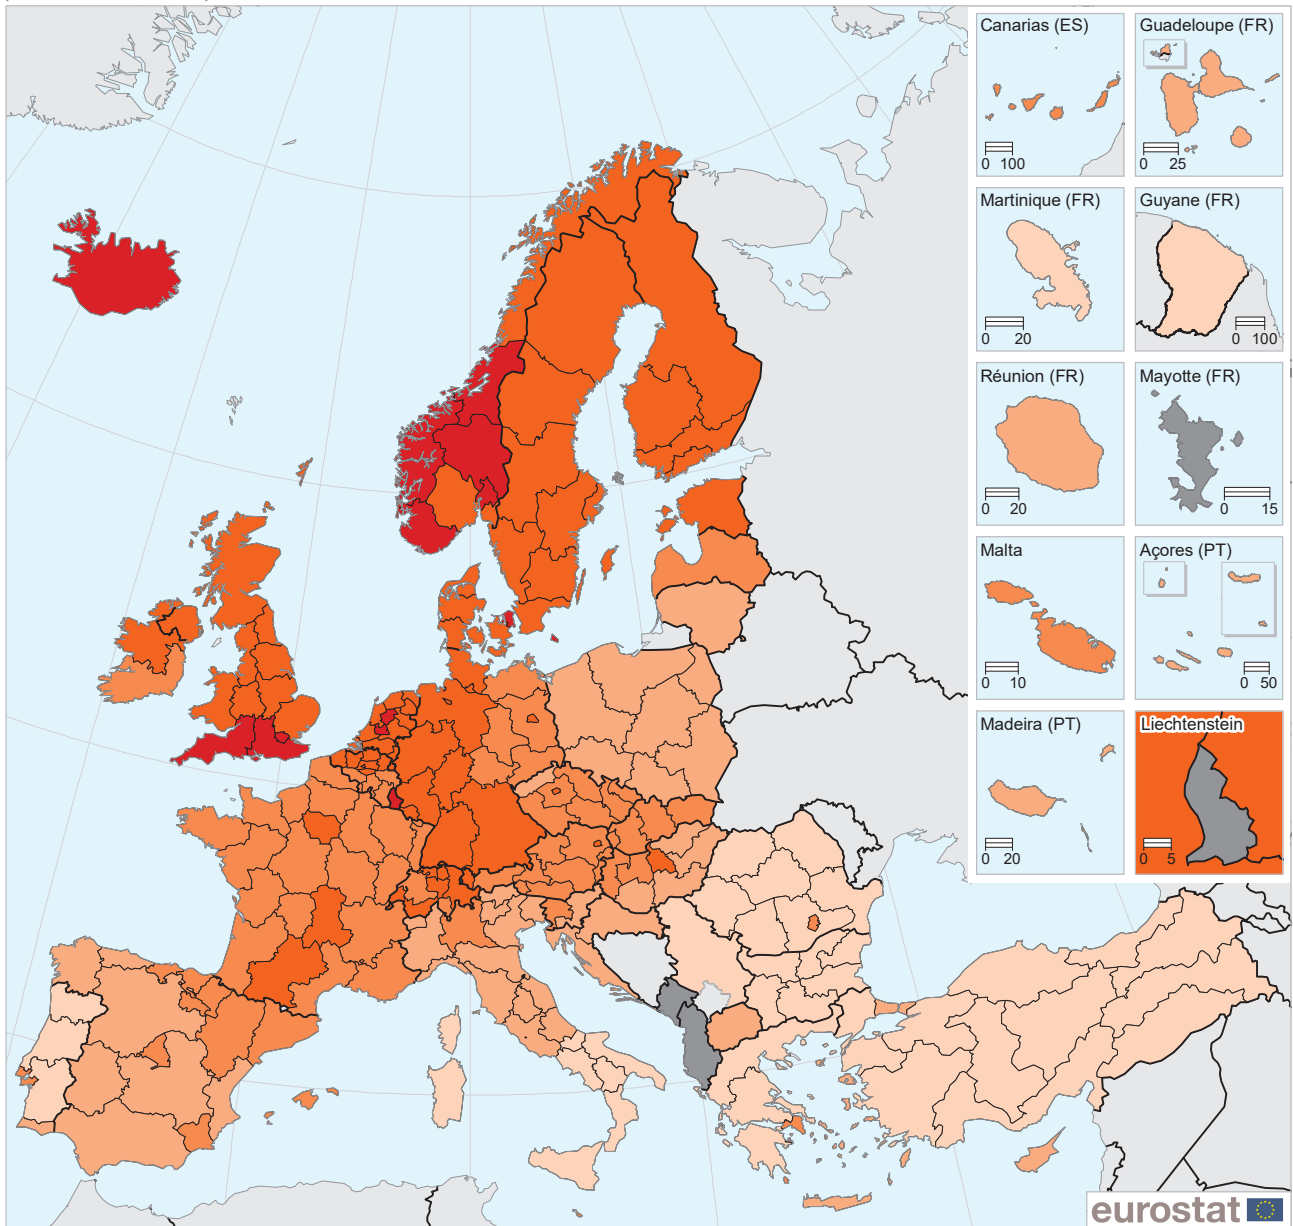 Canarias (ES)
0 100
Guadeloupe (FR)
0 25
Martinique (FR)
0 20
Guyane (FR)
0 100
Réunion (FR)
0 20
Mayotte (FR)
0 15
Malta
0 10
Açores (PT)
0 50
Madeira (PT)
0 20
Liechtenstein
0 5
eurostat